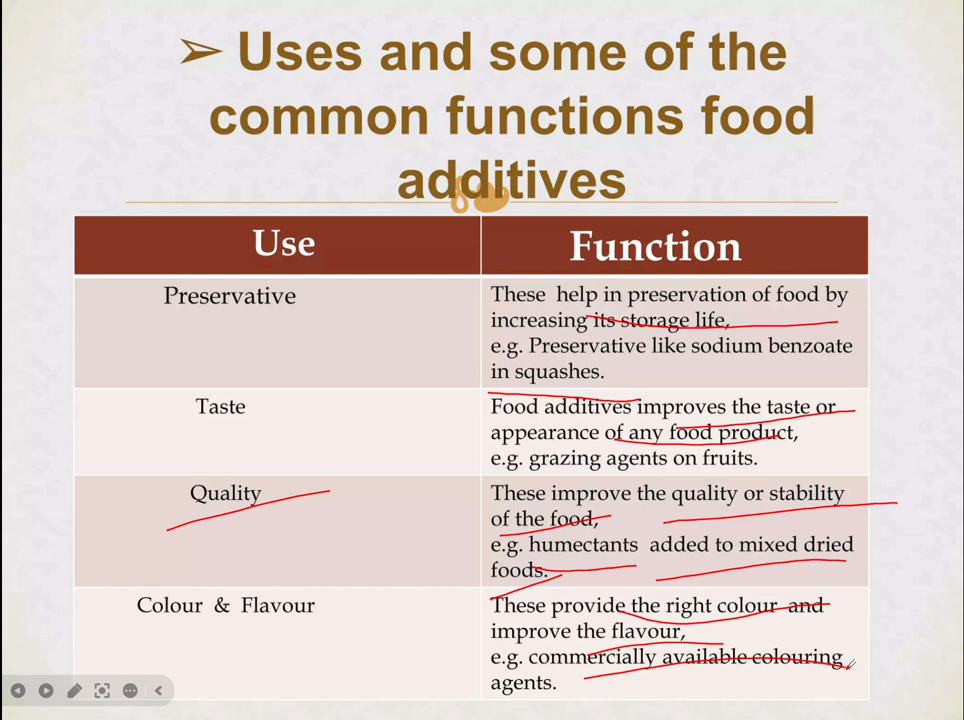 ➢ Uses and some of the
common functions food
additives
Use
Function
Preservative
These help in preservation of food by
increasing its storage life,
e.g. Preservative like sodium benzoate
in squashes.
Taste
Food additives improves the taste or
appearance of any food product,
e.g. grazing agents on fruits.
Quality
These improve the quality or stability
of the food,
e.g. humectants added to mixed dried
foods.
Colour & Flavour
These provide the right colour and
improve the flavour,
e.g. commercially available colouring
agents.